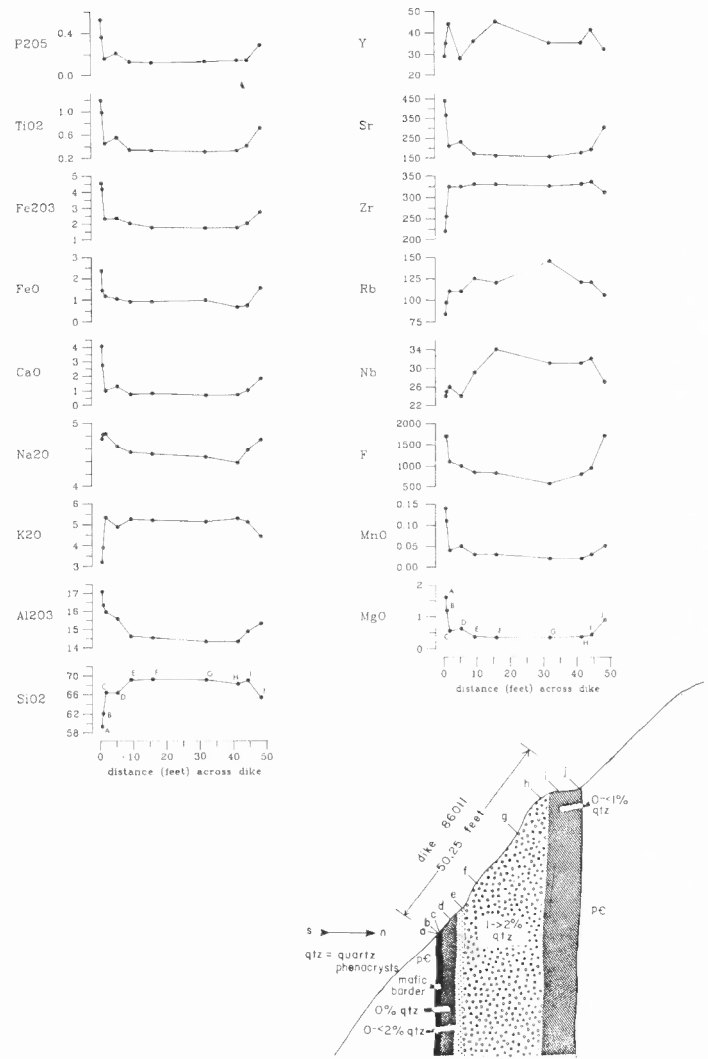 P2O5
0.4
0.0
TiO2
1.0
0.6
0.2
Fe2O3
5
4
3
2
1
FeO
3
2
1
0
CaO
4
3
2
1
0
Na2O
5
4
K2O
6
5
4
3
Al2O3
17
16
15
14
SiO2
70
66
62
58
A
B
C
D
E
F
G
H
I
J
0 10 20 30 40 50
distance (feet) across dike
Y
50
40
30
20
Sr
450
350
250
150
Zr
350
300
250
200
Rb
150
125
100
75
Nb
34
30
26
22
F
2000
1500
1000
500
MnO
0.15
0.10
0.05
0.00
MgO
2
1
0
A
B
C
D
E
F
G
H
I
J
0 10 20 30 40 50
distance (feet) across dike
dike 86011
50.25 feet
a
b
c
d
e
f
g
h
i
j
s n
qtz = quartz
phenocrysts
p€
mafic
border
0% qtz
0-<2% qtz
1->2%
qtz
0-<1%
qtz
p€